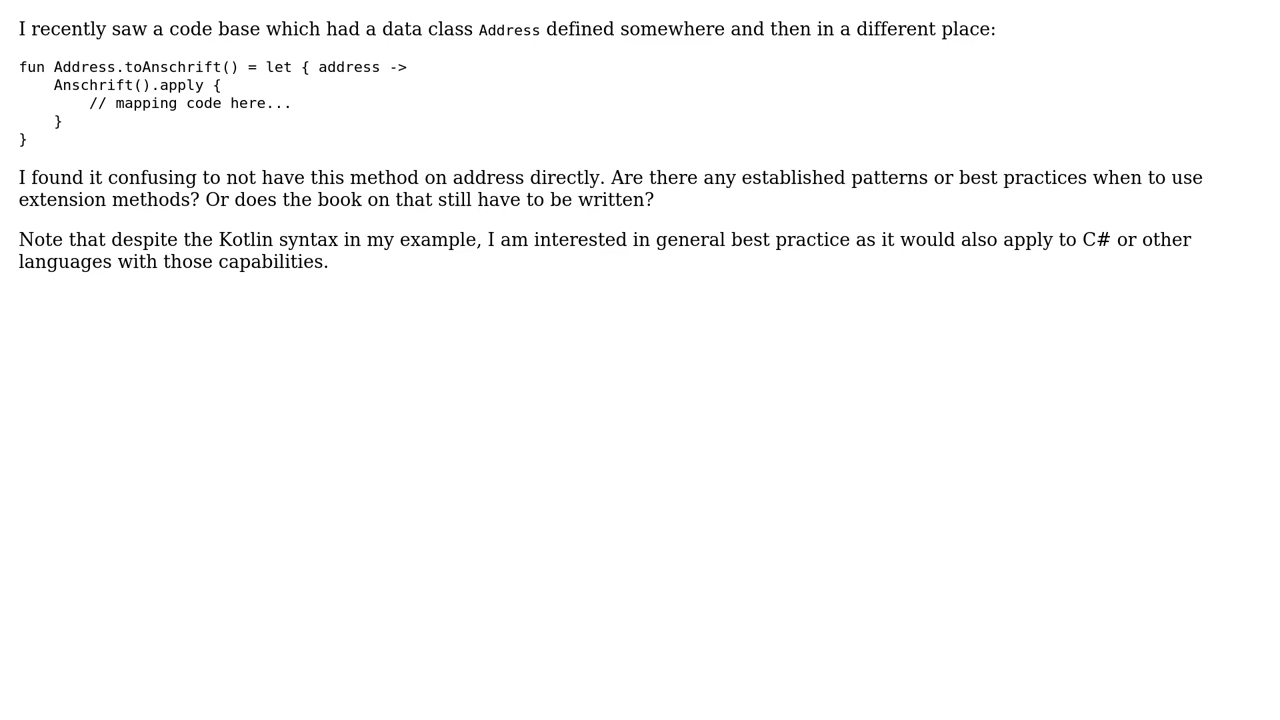 I recently saw a code base which had a data class Address defined somewhere and then in a different place:
fun Address.toAnschrift() = let { address ->
    Anschrift().apply {
        // mapping code here...
    }
}
I found it confusing to not have this method on address directly. Are there any established patterns or best practices when to use
extension methods? Or does the book on that still have to be written?
Note that despite the Kotlin syntax in my example, I am interested in general best practice as it would also apply to C# or other
languages with those capabilities.